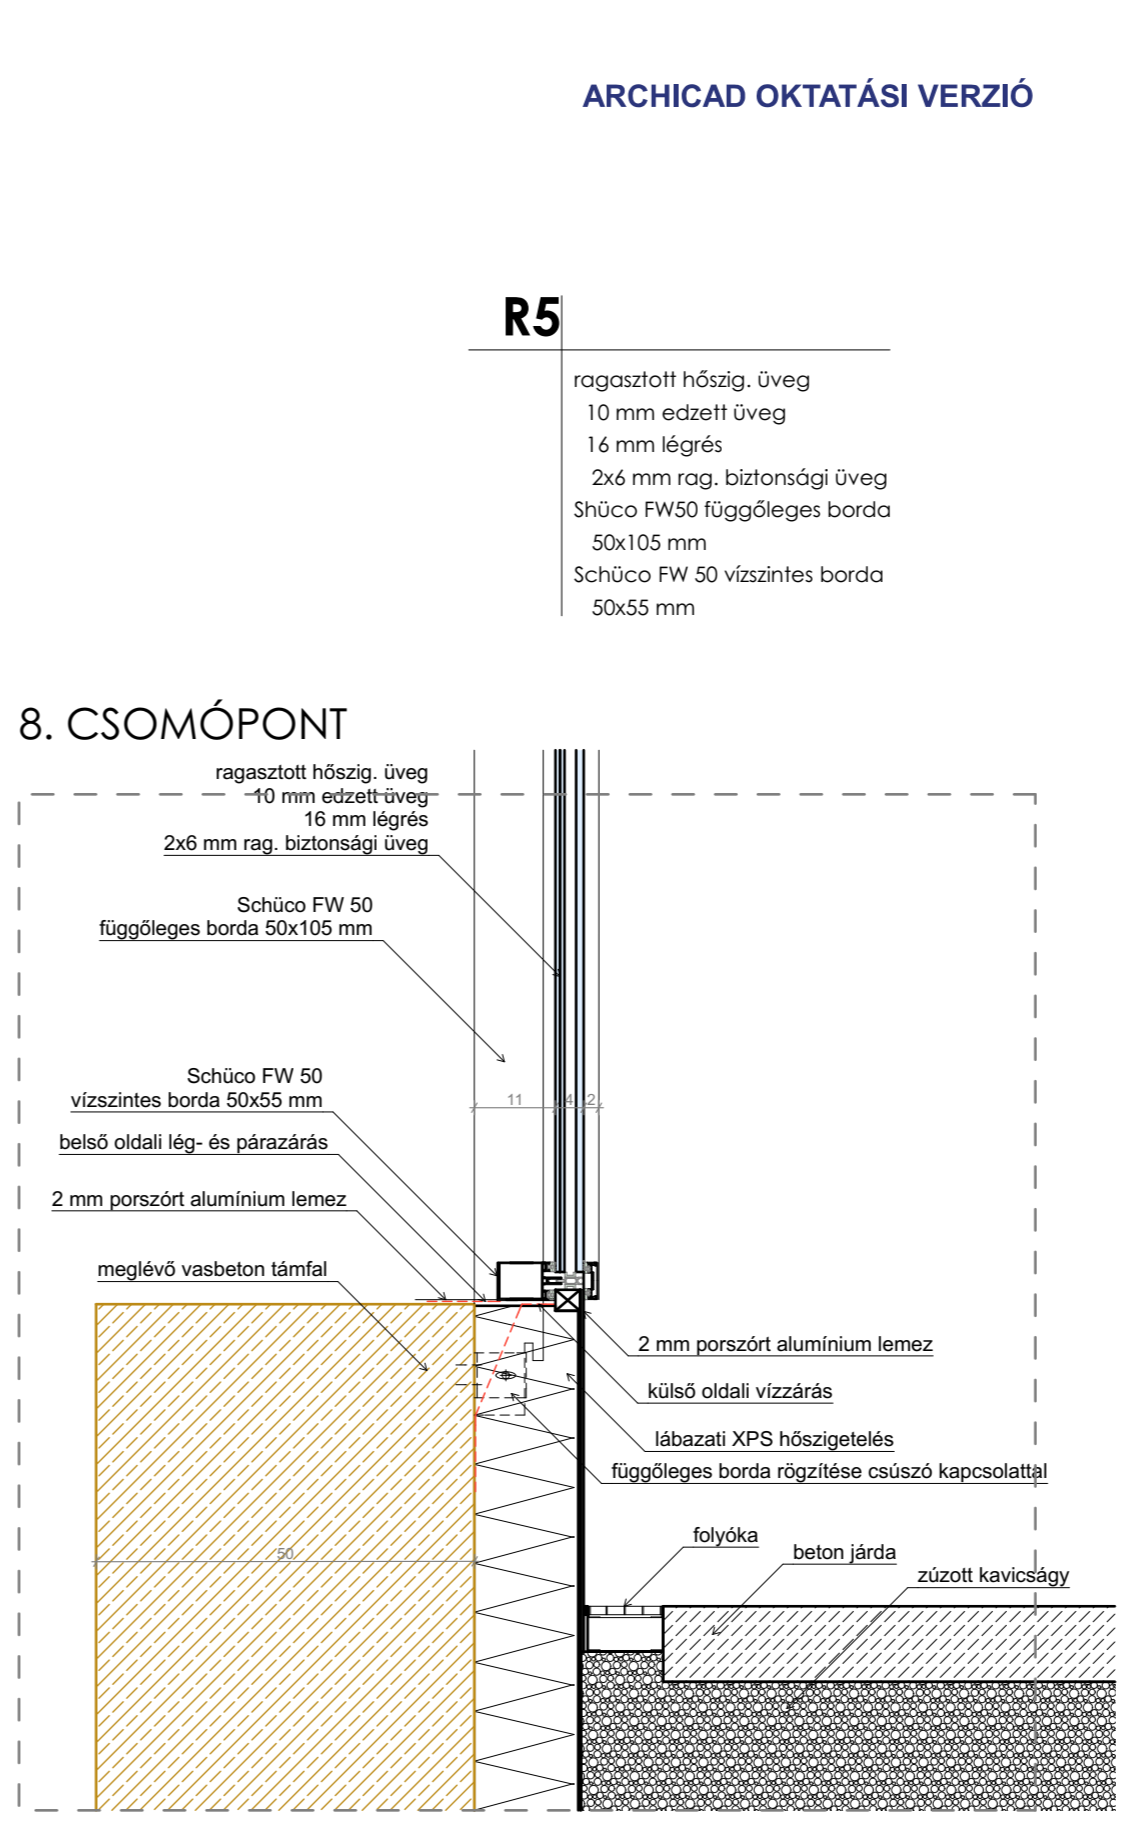 ARCHICAD OKTATÁSI VERZIÓ
R5
ragasztott hőszig. üveg
10 mm edzett üveg
16 mm légrés
2x6 mm rag. biztonsági üveg
Shüco FW50 függőleges borda
50x105 mm
Schüco FW 50 vízszintes borda
50x55 mm
8. CSOMÓPONT
ragasztott hőszig. üveg
10 mm edzett üveg
16 mm légrés
2x6 mm rag. biztonsági üveg
Schüco FW 50
függőleges borda 50x105 mm
Schüco FW 50
vízszintes borda 50x55 mm
11 4 2
belső oldali lég- és párazárás
2 mm porszórt alumínium lemez
meglévő vasbeton támfal
2 mm porszórt alumínium lemez
külső oldali vízzárás
lábazati XPS hőszigetelés
függőleges borda rögzítése csúszó kapcsolattal
folyóka
beton járda
zúzott kavicságy
50